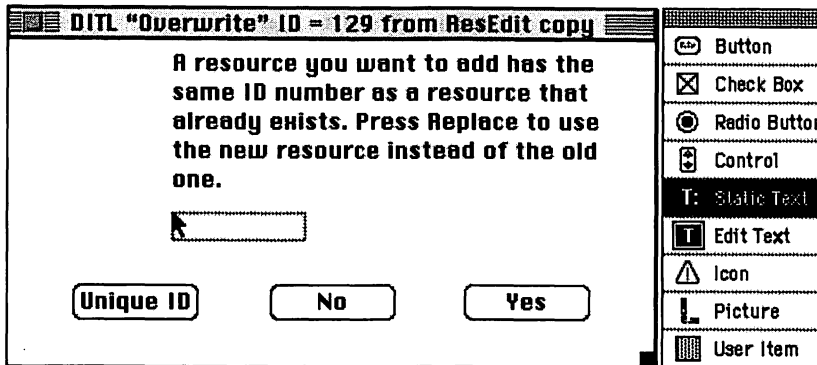 DITL “Overwrite” ID = 129 from ResEdit copy
A resource you want to add has the
same ID number as a resource that
already exists. Press Replace to use
the new resource instead of the old
one.
Unique ID
No
Yes
Button
Check Box
Radio Button
Control
T: Static Text
T Edit Text
Icon
Picture
User Item